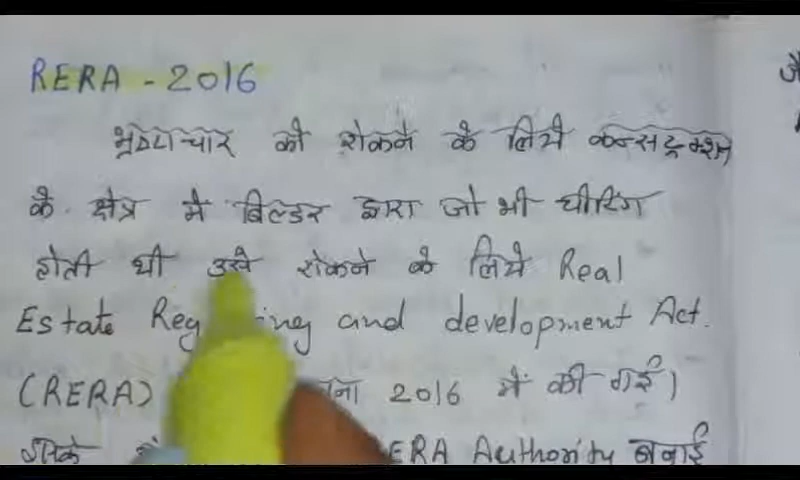 RERA - 2016
भ्रष्टाचार को रोकने के लिये कन्सट्रक्शन
के क्षेत्र मे बिल्डर द्वारा जो भी चीटिंग
होती थी उसे रोकने के लिये Real
Estate Reg ing and development Act.
(RERA) 2016 में की गई।
इसके ERA Authority बनाई